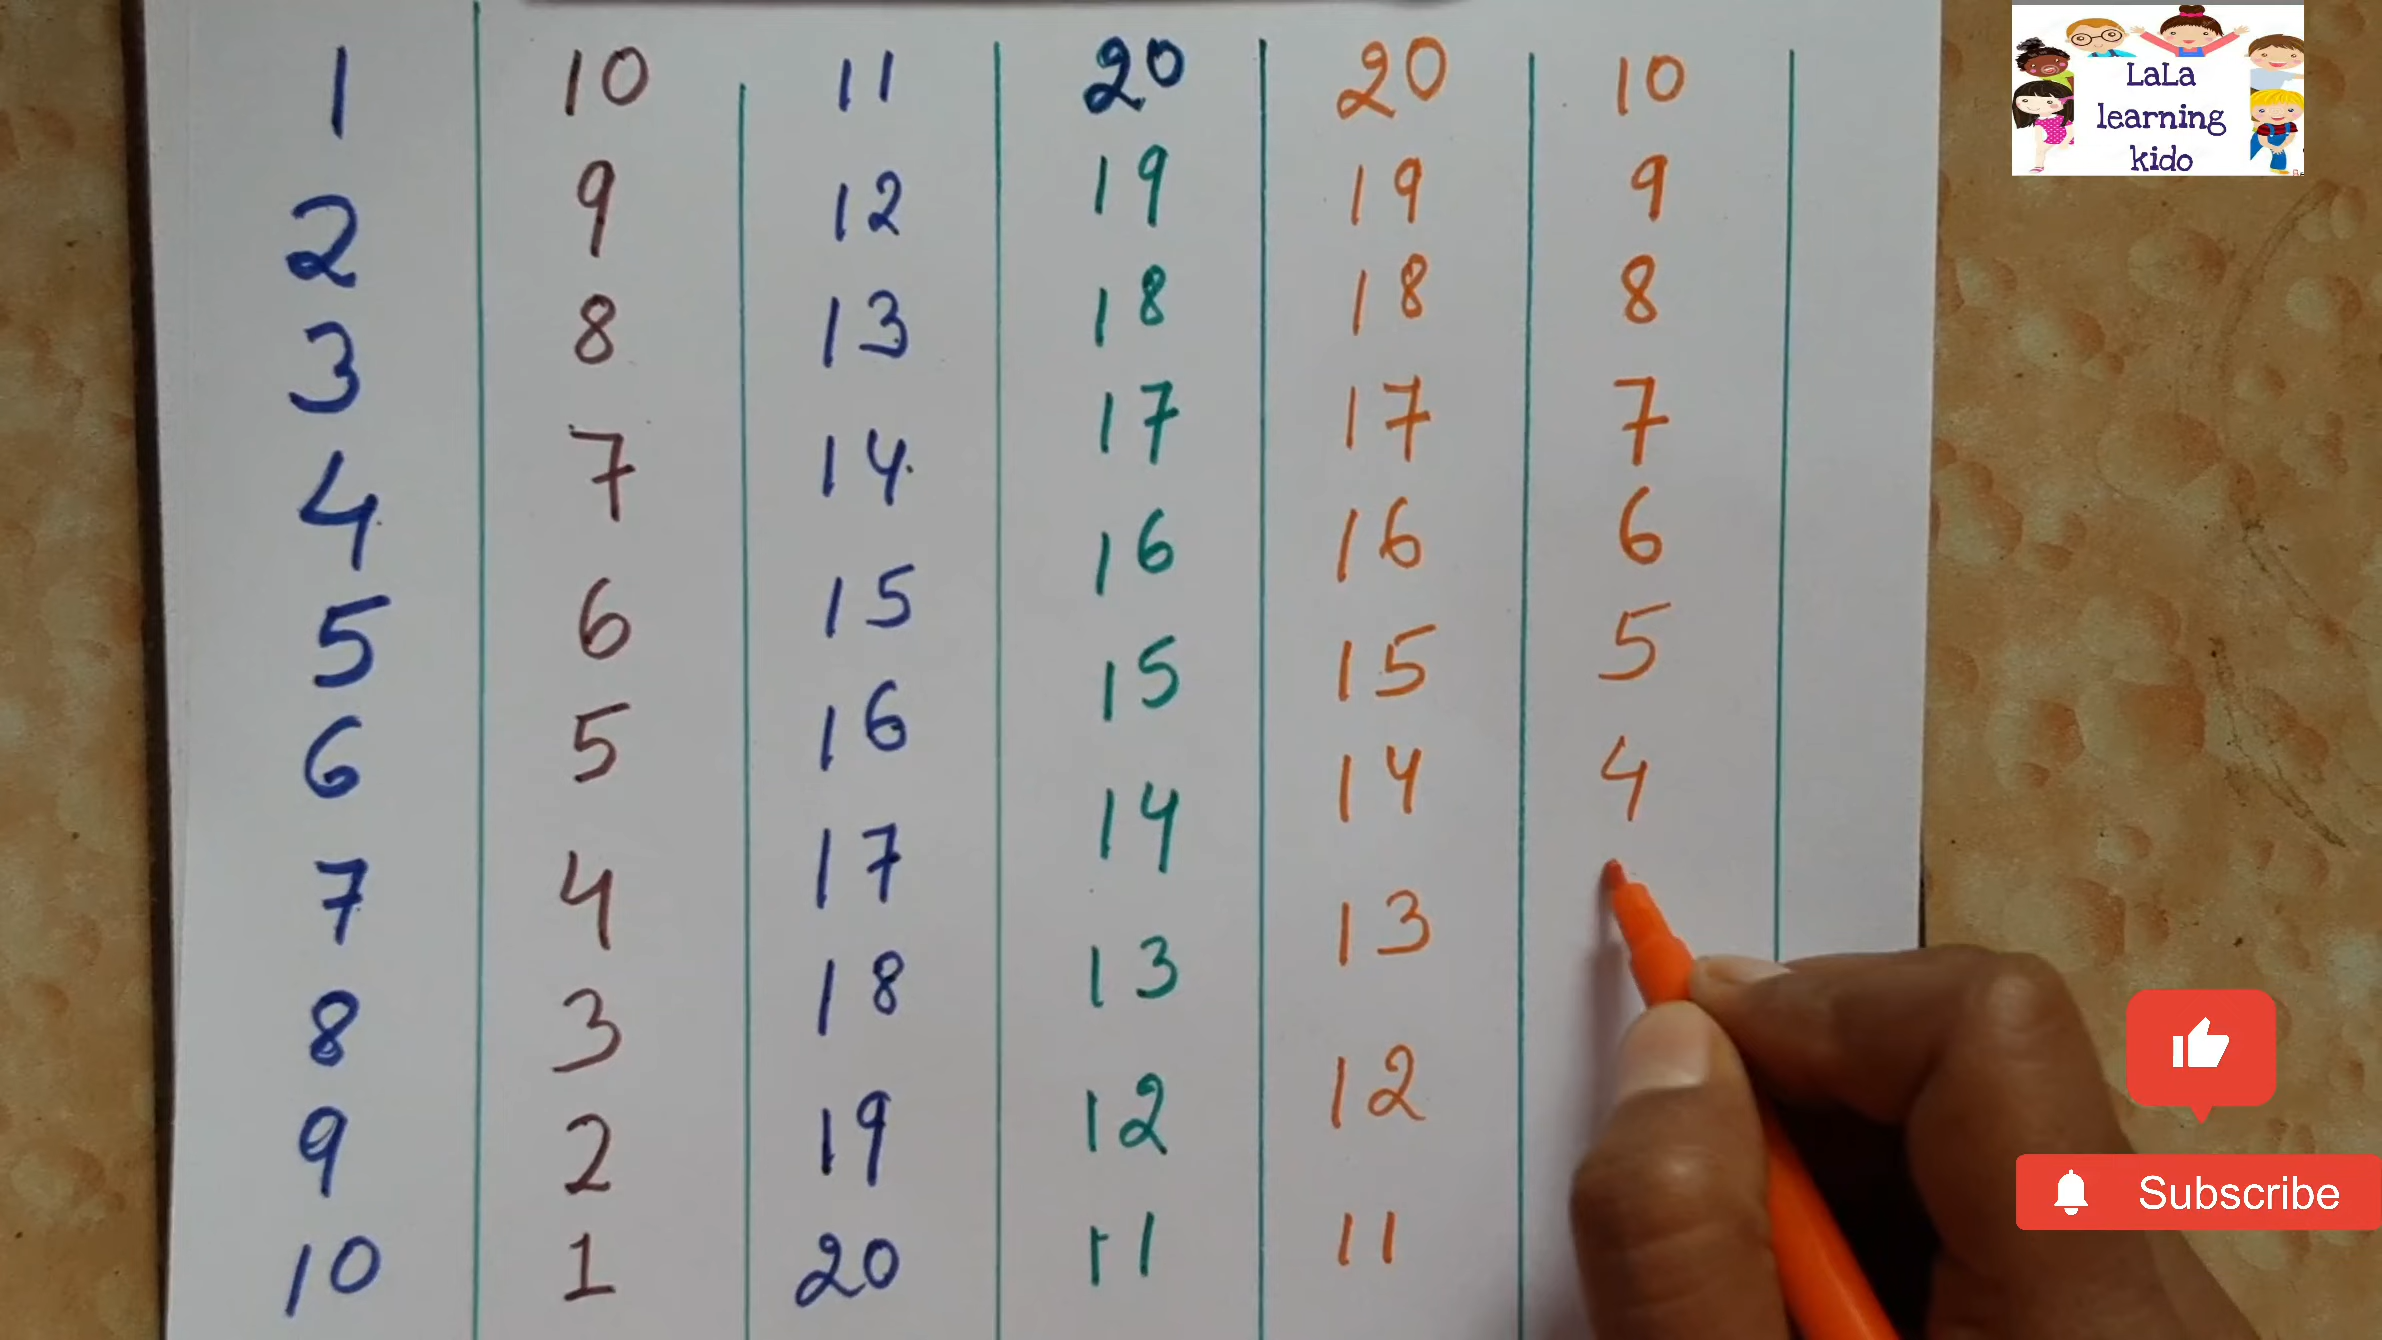 1 10 11 20 20 10
2 9 12 19 19 9
3 8 13 18 18 8
4 7 14 17 17 7
5 6 15 16 16 6
6 5 16 15 15 5
7 4 17 14 14 4
8 3 18 13 13
9 2 19 12 12
10 1 20 11 11
LaLa
learning
kido
Subscribe